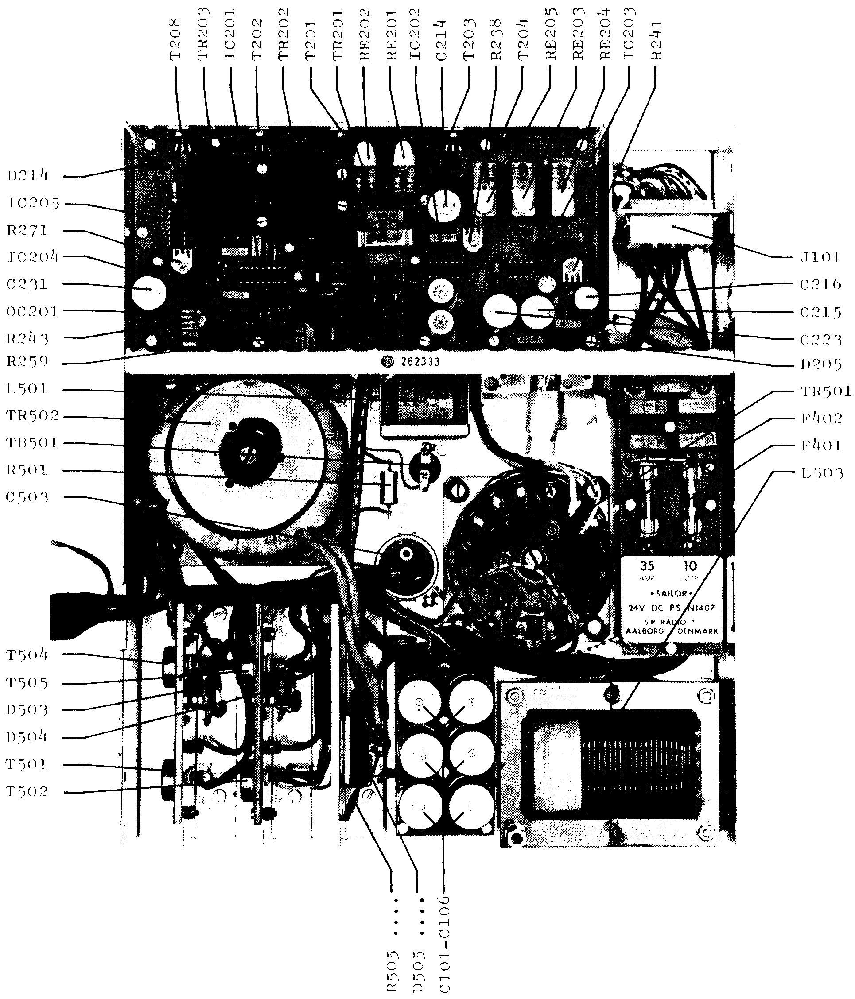 T208
TR203
IC201
T202
TR202
T201
TR201
RE202
RE201
IC202
C214
T203
R238
T204
RE205
RE203
RE204
IC203
R241
D214
IC205
R271
IC204
C231
OC201
R243
R259
L501
TR502
TB501
R501
C503
T504
T505
D503
D504
T501
T502
J101
C216
C215
C223
D205
TR501
F402
F401
L503
262333
35 10
AMP AMP
»SAILOR«
24V DC P.S. N1407
S.P. RADIO
AALBORG DENMARK
R505 .....
D505 .....
C101-C106